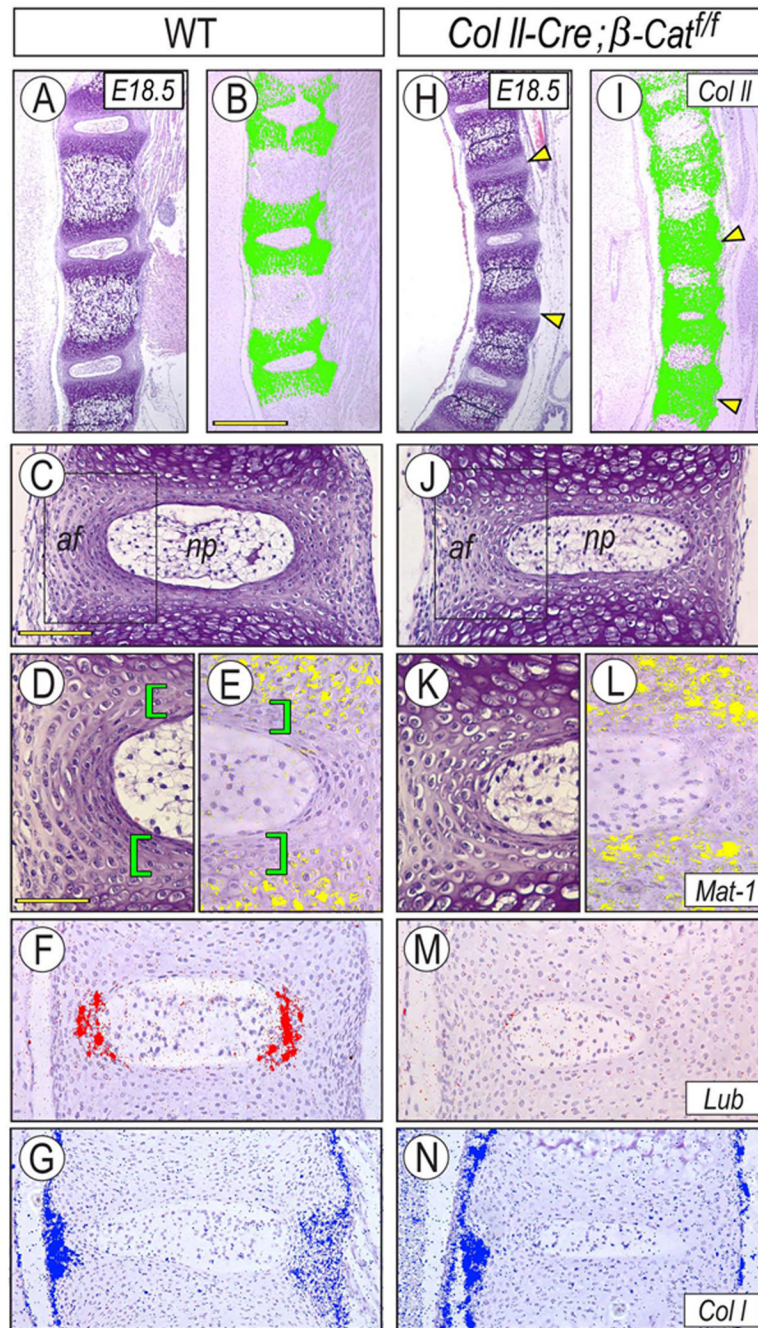 WT
Col II-Cre;β-Cat^f/f
A E18.5
B
H E18.5
I Col II
C af np
J af np
D
E
K
L Mat-1
F
M Lub
G
N Col I